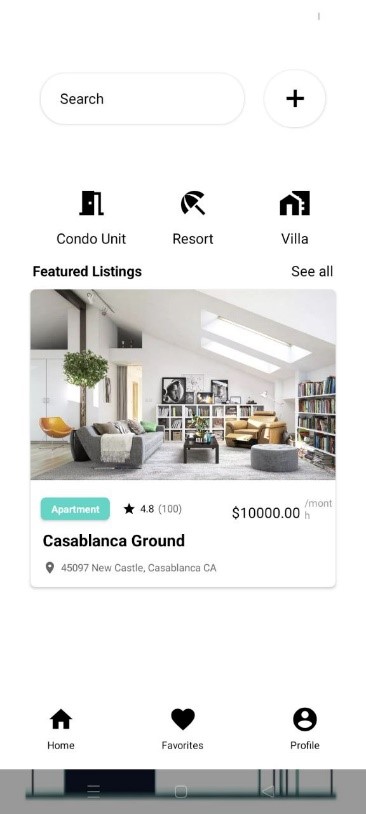 Search
Condo Unit
Resort
Villa
Featured Listings
See all
Apartment
4.8 (100)
$10000.00 /mont
h
Casablanca Ground
45097 New Castle, Casablanca CA
Home
Favorites
Profile